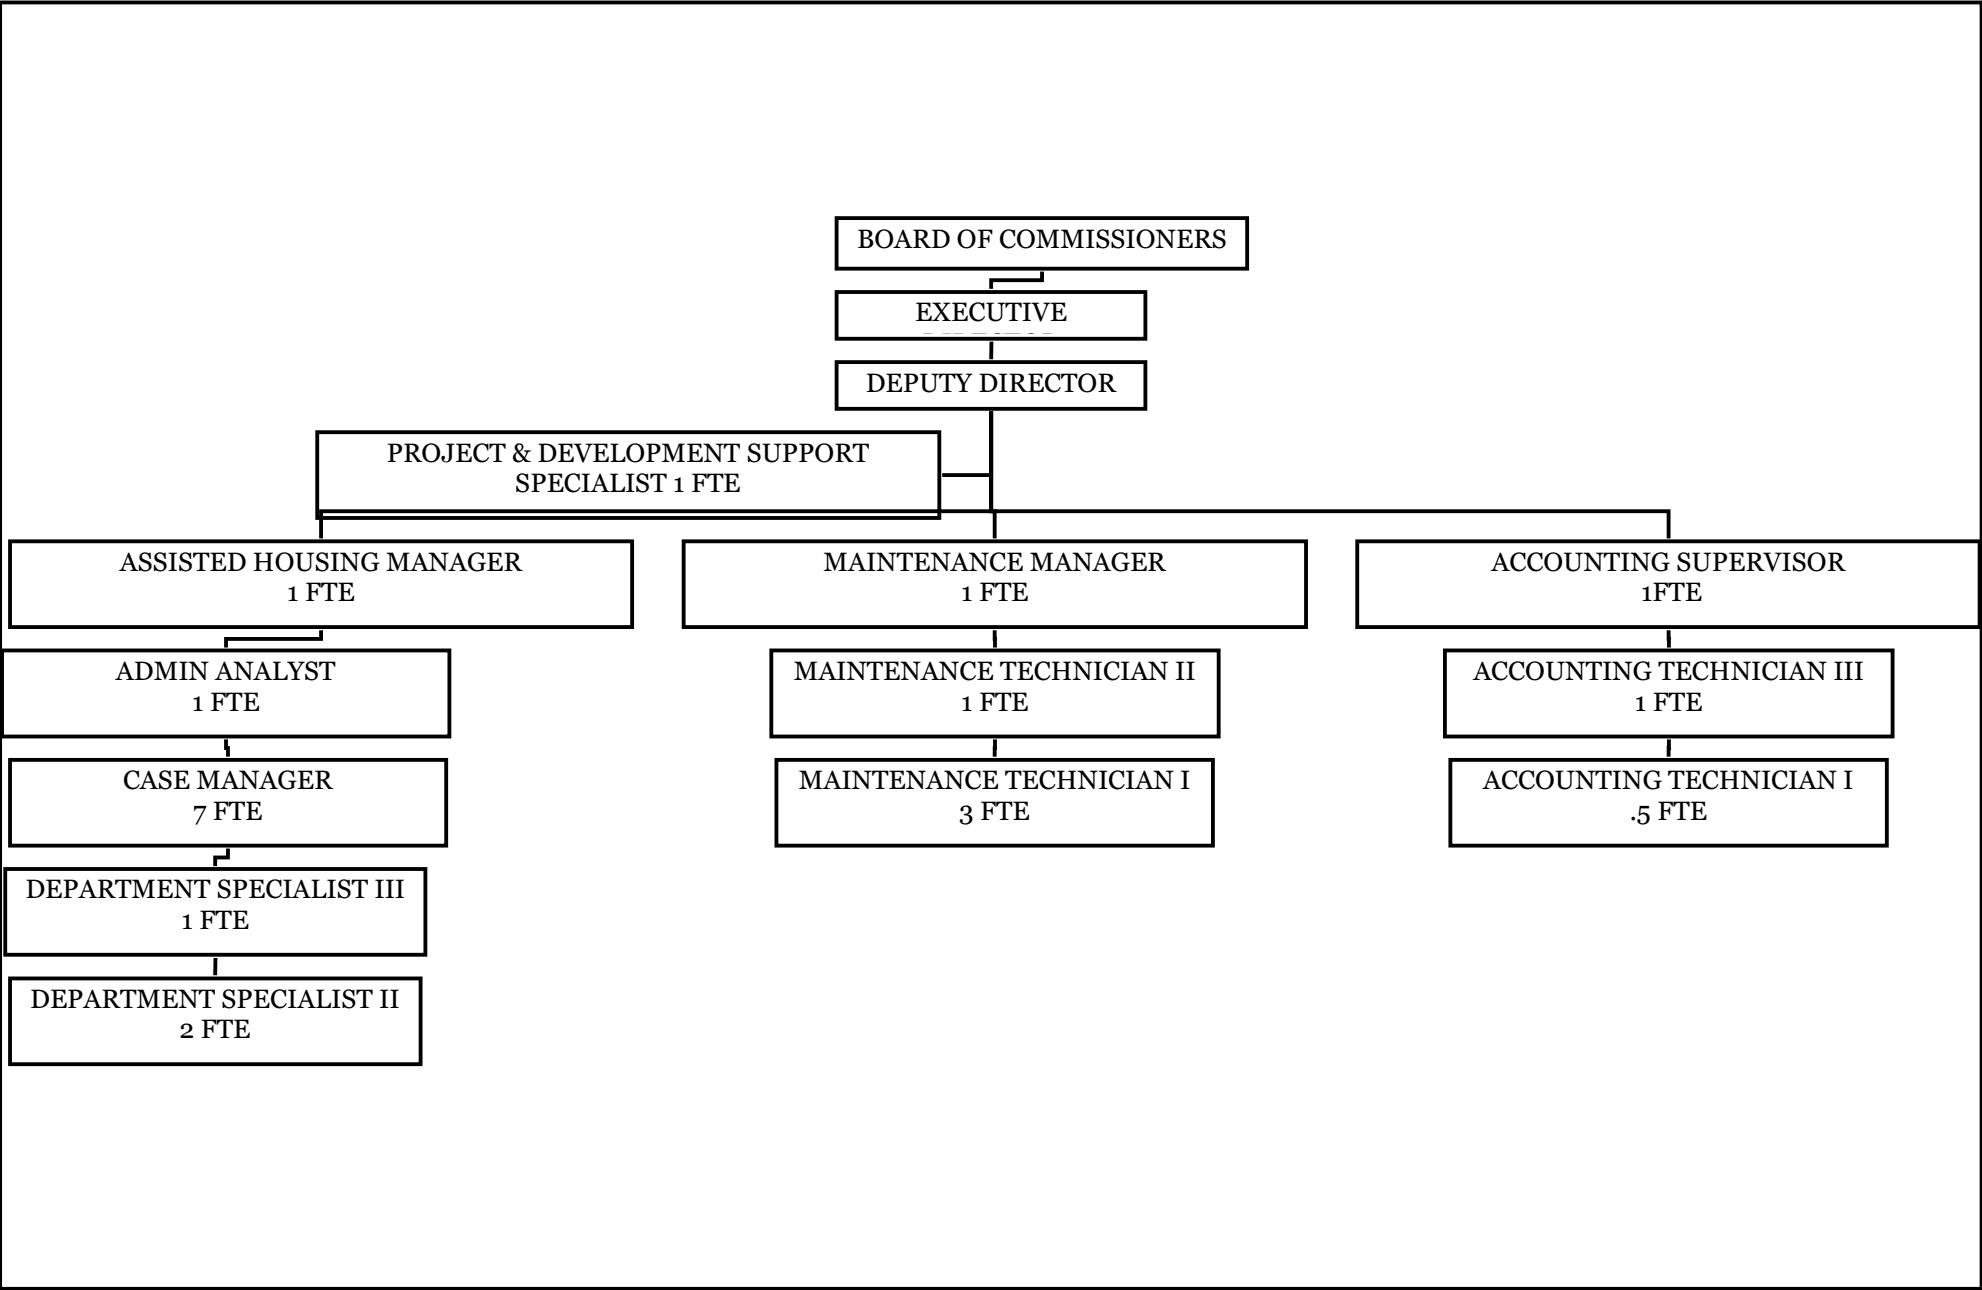 BOARD OF COMMISSIONERS
EXECUTIVE
DEPUTY DIRECTOR
PROJECT & DEVELOPMENT SUPPORT
SPECIALIST 1 FTE
ASSISTED HOUSING MANAGER
1 FTE
MAINTENANCE MANAGER
1 FTE
ACCOUNTING SUPERVISOR
1FTE
ADMIN ANALYST
1 FTE
MAINTENANCE TECHNICIAN II
1 FTE
ACCOUNTING TECHNICIAN III
1 FTE
CASE MANAGER
7 FTE
MAINTENANCE TECHNICIAN I
3 FTE
ACCOUNTING TECHNICIAN I
.5 FTE
DEPARTMENT SPECIALIST III
1 FTE
DEPARTMENT SPECIALIST II
2 FTE